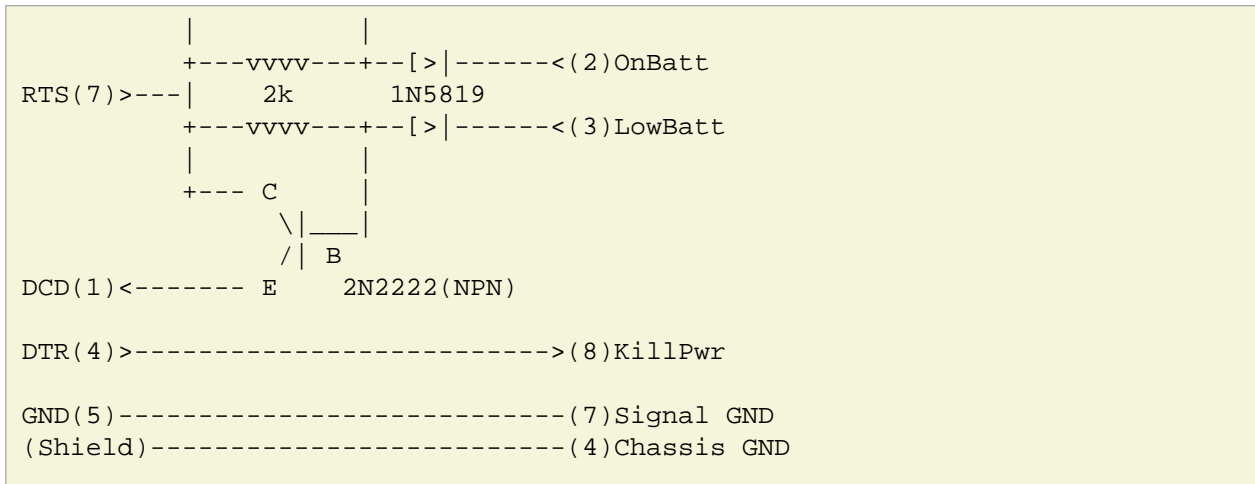 |          |
          +---vvvv---+--[>|------<(2)OnBatt
RTS(7)>---|    2k      1N5819
          +---vvvv---+--[>|------<(3)LowBatt
          |          |
          +--- C     |
                \|___|
                /| B
DCD(1)<------- E    2N2222(NPN)
DTR(4)>-------------------------->(8)KillPwr
GND(5)----------------------------(7)Signal GND
(Shield)--------------------------(4)Chassis GND